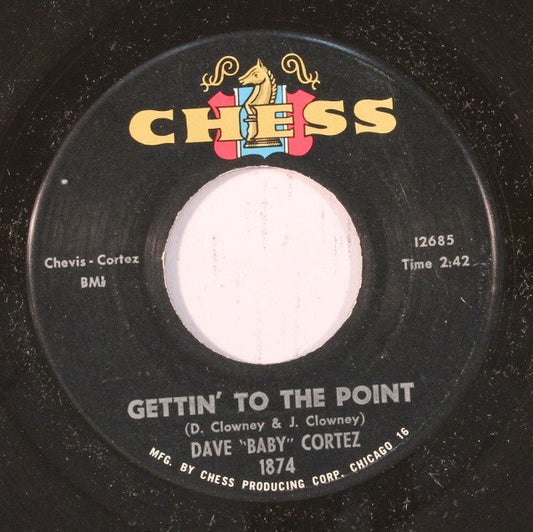 CHESS
Chevis - Cortez
BMI
12685
Time 2:42
GETTIN' TO THE POINT
(D. Clowney & J. Clowney)
DAVE "BABY" CORTEZ
1874
MFG. BY CHESS PRODUCING CORP. CHICAGO 16